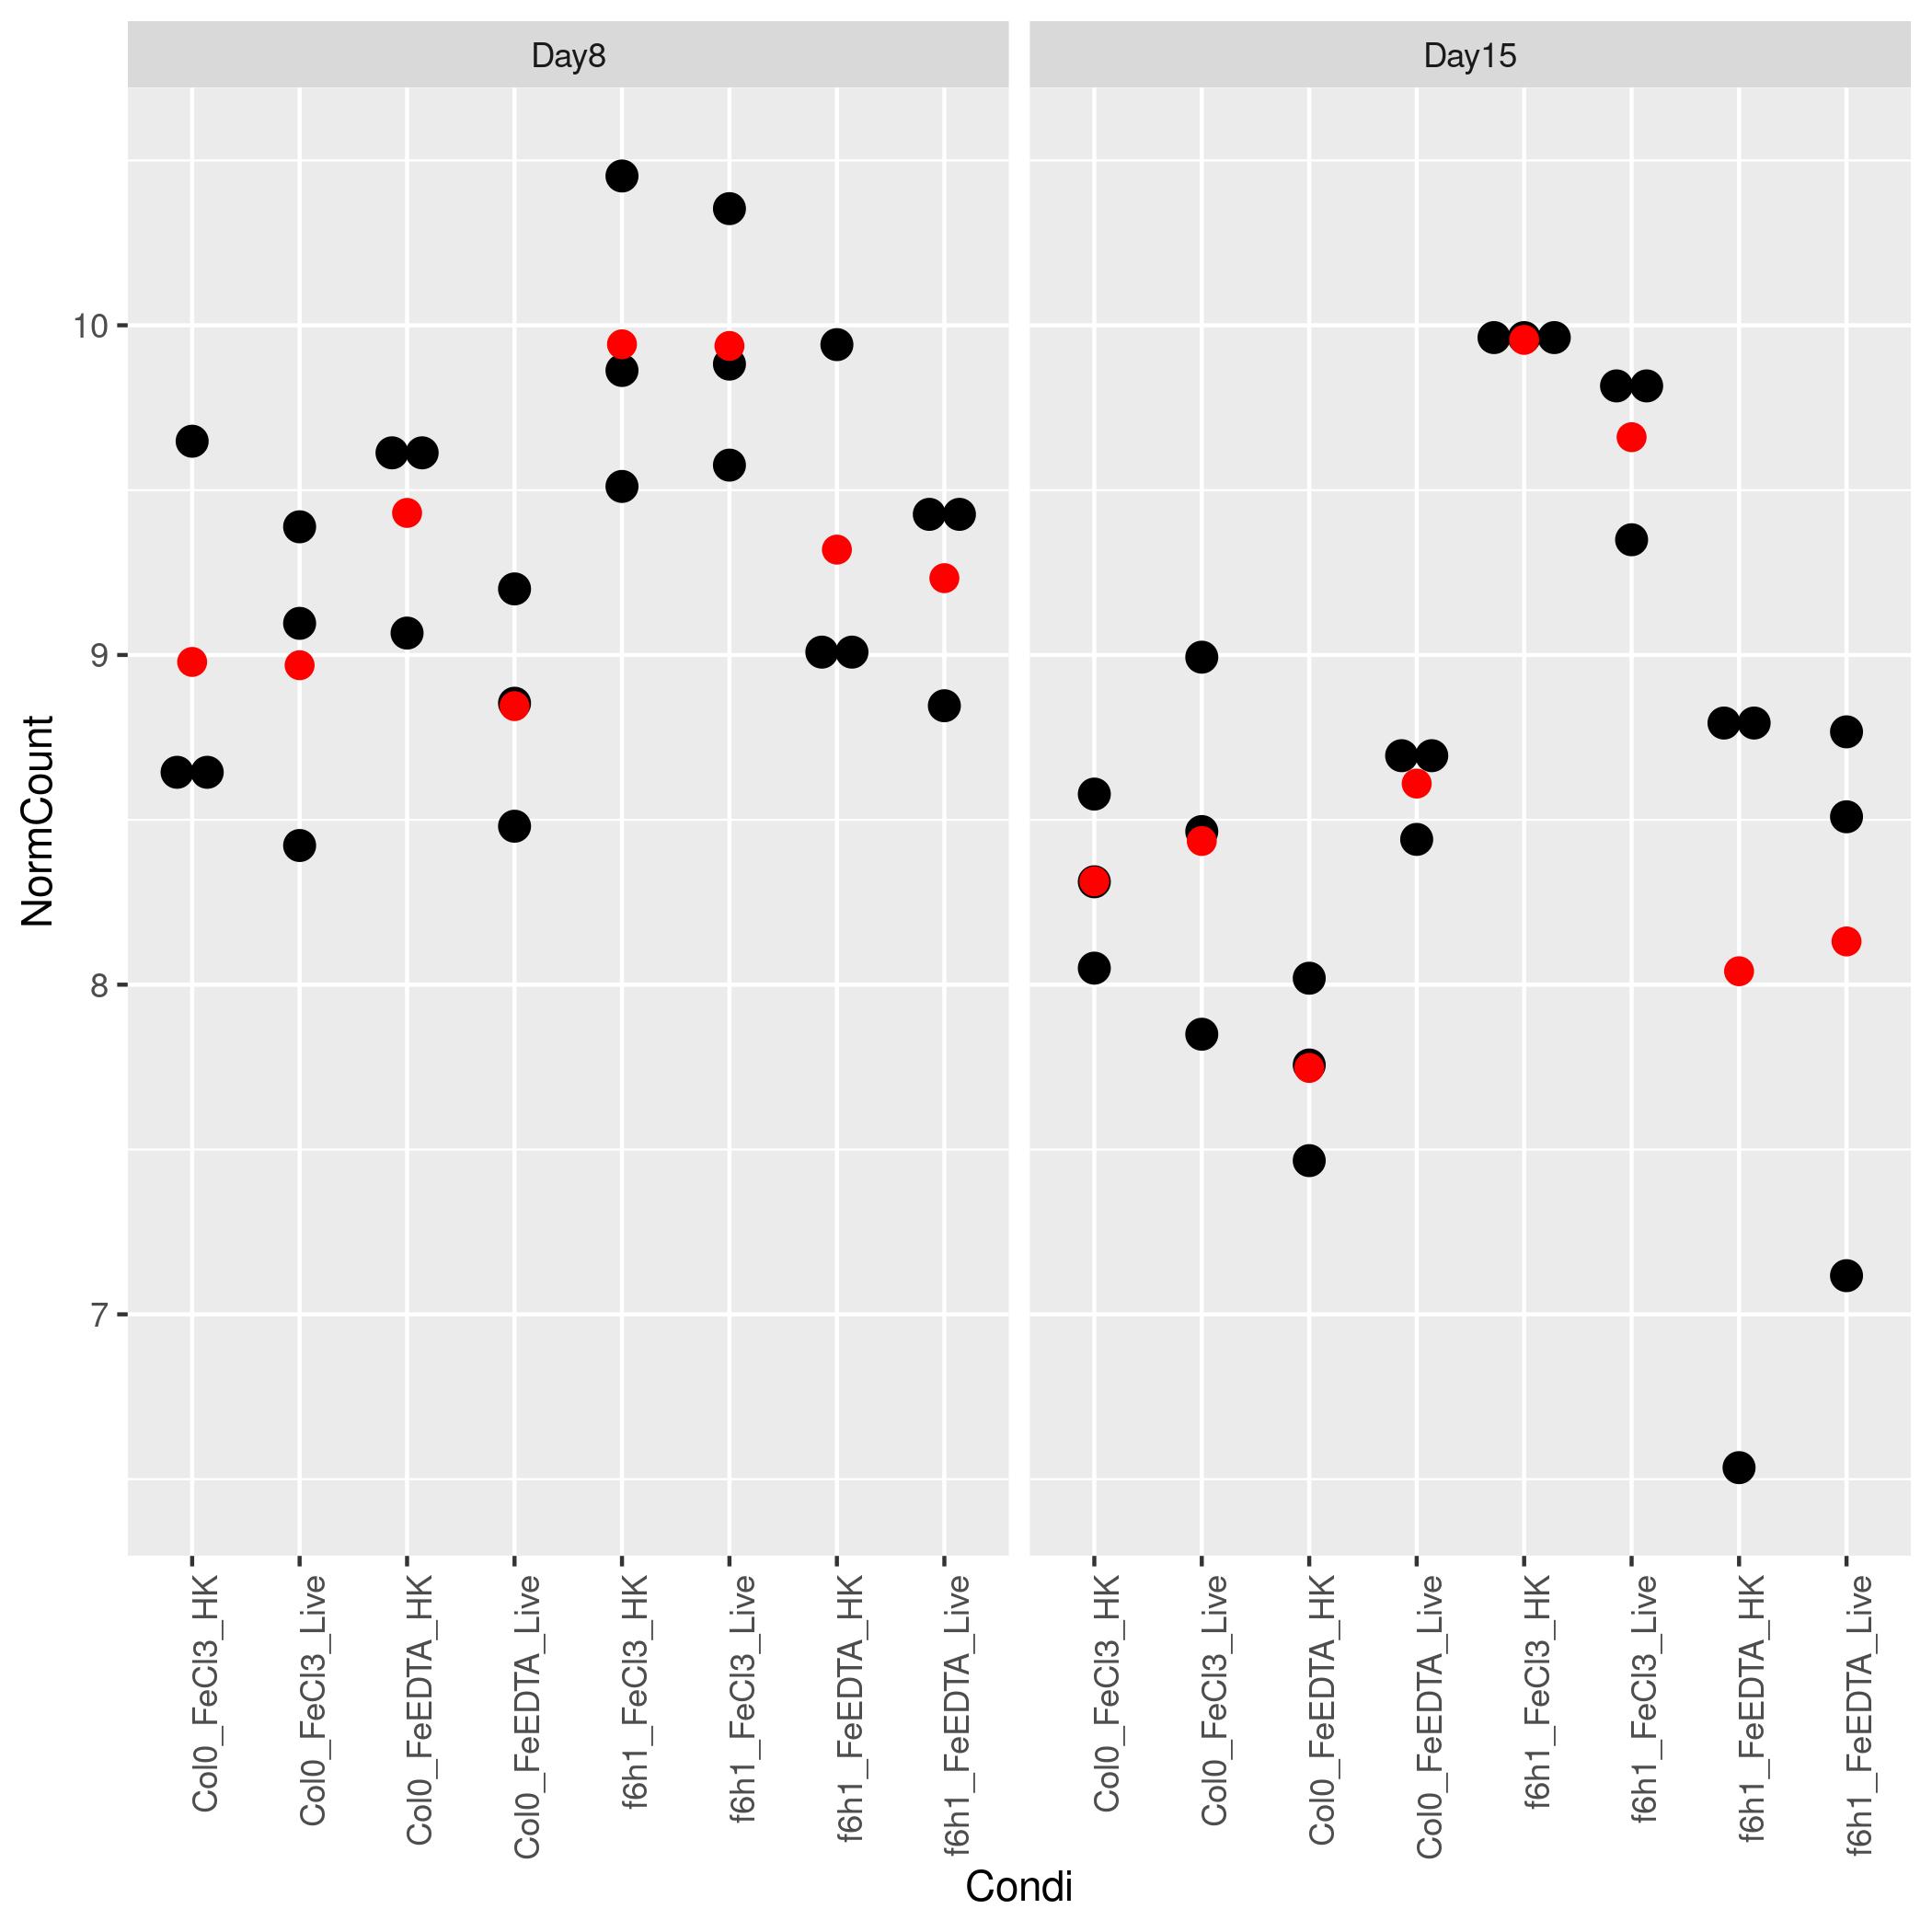 Day8
Day15
NormCount
10
9
8
7
Col0_FeCl3_HK
Col0_FeCl3_Live
Col0_FeEDTA_HK
Col0_FeEDTA_Live
f6h1_FeCl3_HK
f6h1_FeCl3_Live
f6h1_FeEDTA_HK
f6h1_FeEDTA_Live
Col0_FeCl3_HK
Col0_FeCl3_Live
Col0_FeEDTA_HK
Col0_FeEDTA_Live
f6h1_FeCl3_HK
f6h1_FeCl3_Live
f6h1_FeEDTA_HK
f6h1_FeEDTA_Live
Condi